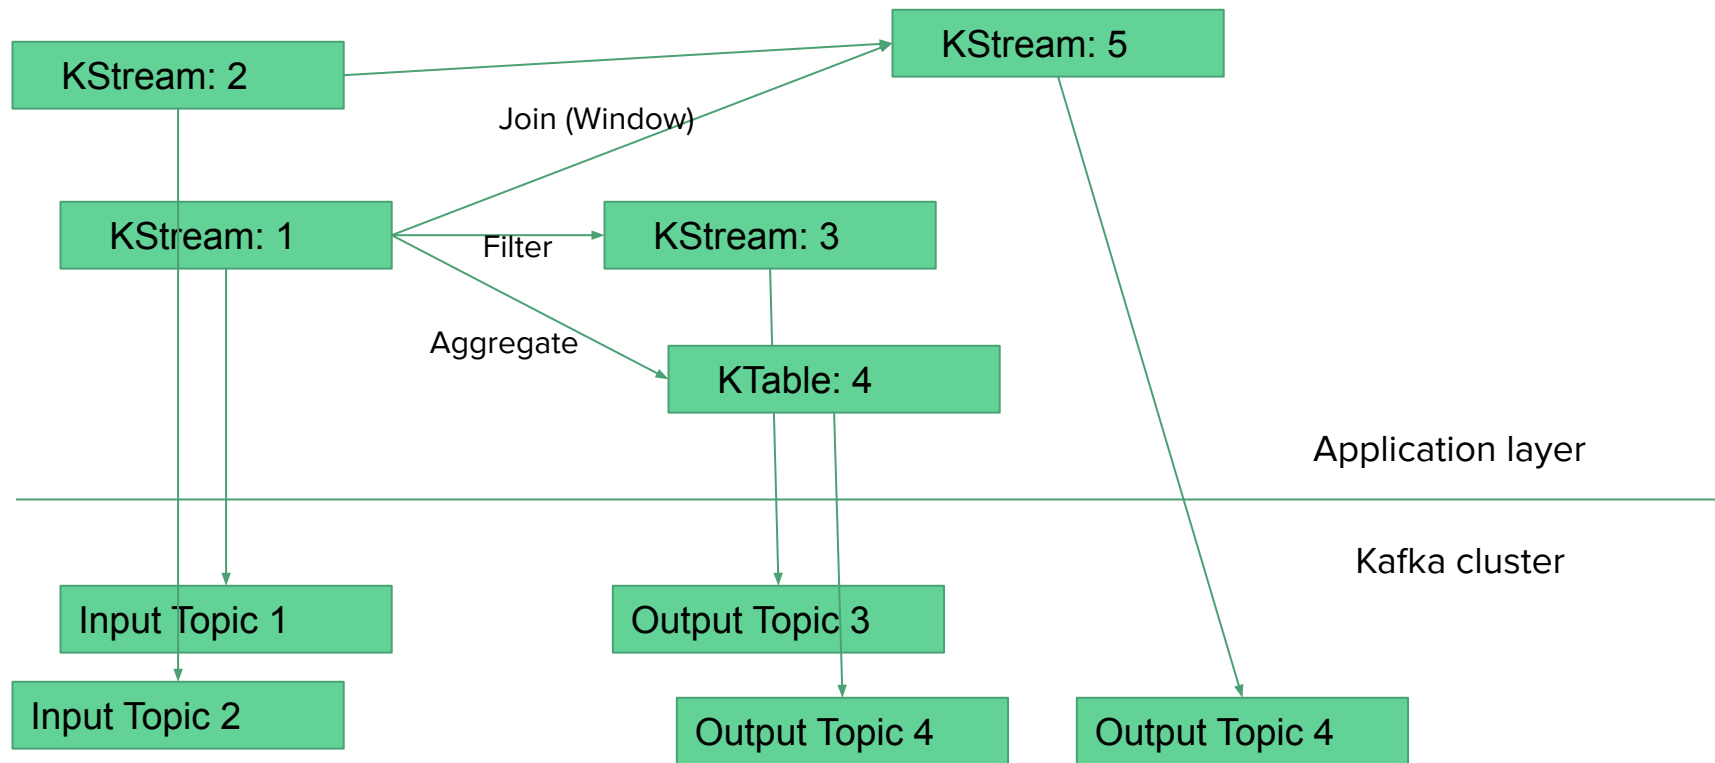 KStream: 5
KStream: 2
Join (Window)
KStream: 1
Filter
KStream: 3
Aggregate
KTable: 4
Application layer
Kafka cluster
Input Topic 1
Output Topic 3
Input Topic 2
Output Topic 4
Output Topic 4